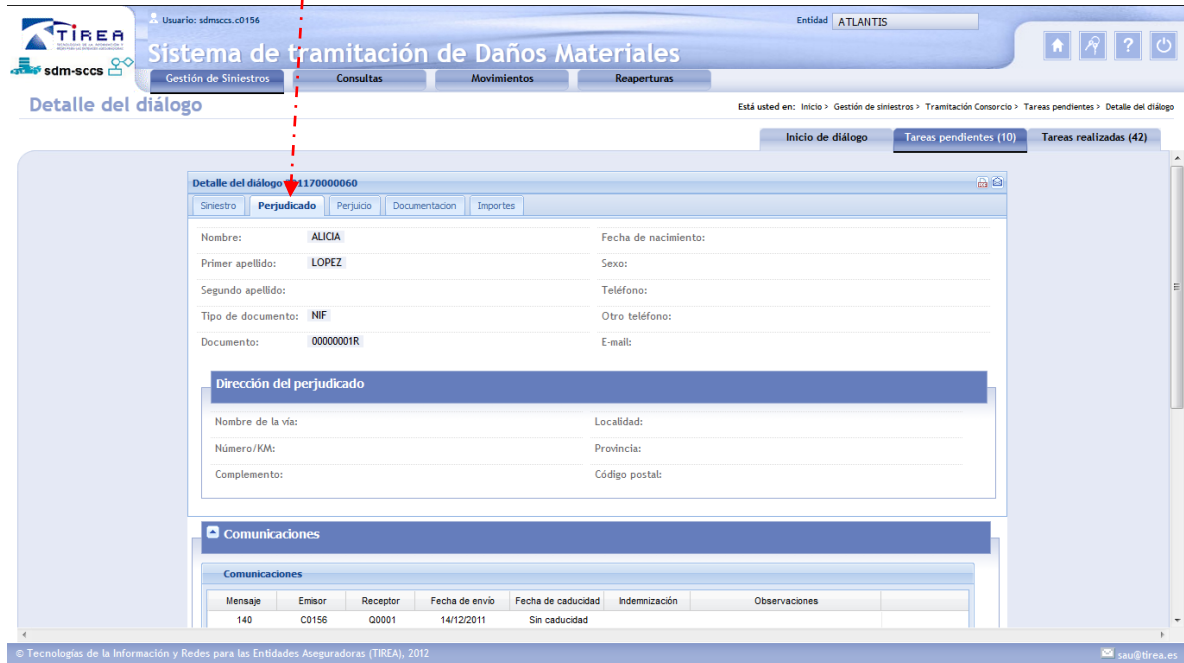 TIREA
sdm-sccs
Usuario: sdmsccs.c0156
Entidad ATLANTIS
Sistema de tramitación de Daños Materiales
Gestión de Siniestros Consultas Movimientos Reaperturas
Detalle del diálogo
Está usted en: Inicio > Gestión de siniestros > Tramitación Consorcio > Tareas pendientes > Detalle del diálogo
Inicio de diálogo Tareas pendientes (10) Tareas realizadas (42)
Detalle del diálogo 1170000060
Siniestro Perjudicado Perjuicio Documentacion Importes
Nombre: ALICIA Fecha de nacimiento:
Primer apellido: LOPEZ Sexo:
Segundo apellido: Teléfono:
Tipo de documento: NIF Otro teléfono:
Documento: 00000001R E-mail:
Dirección del perjudicado
Nombre de la vía: Localidad:
Número/KM: Provincia:
Complemento: Código postal:
Comunicaciones
Comunicaciones
Mensaje Emisor Receptor Fecha de envío Fecha de caducidad Indemnización Observaciones
140 C0156 Q0001 14/12/2011 Sin caducidad
© Tecnologías de la Información y Redes para las Entidades Aseguradoras (TIREA), 2012 sau@tirea.es